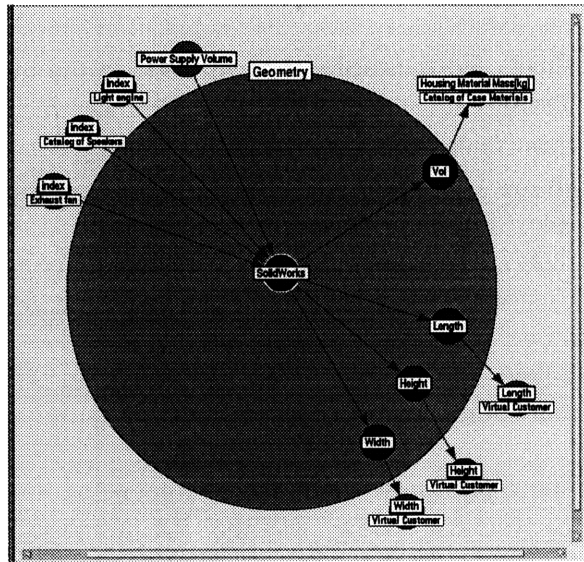 Power Supply Volume
Geometry
Index
Light engine
Housing Material Mass[kg]
Catalog of Case Materials
Index
Catalog of Speakers
Vol
Index
Exhaust fan
SolidWorks
Length
Height
Length
Virtual Customer
Width
Height
Virtual Customer
Width
Virtual Customer